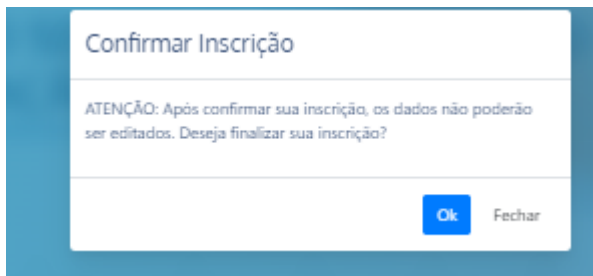 Confirmar Inscrição
ATENÇÃO: Após confirmar sua inscrição, os dados não poderão
ser editados. Deseja finalizar sua inscrição?
Ok Fechar